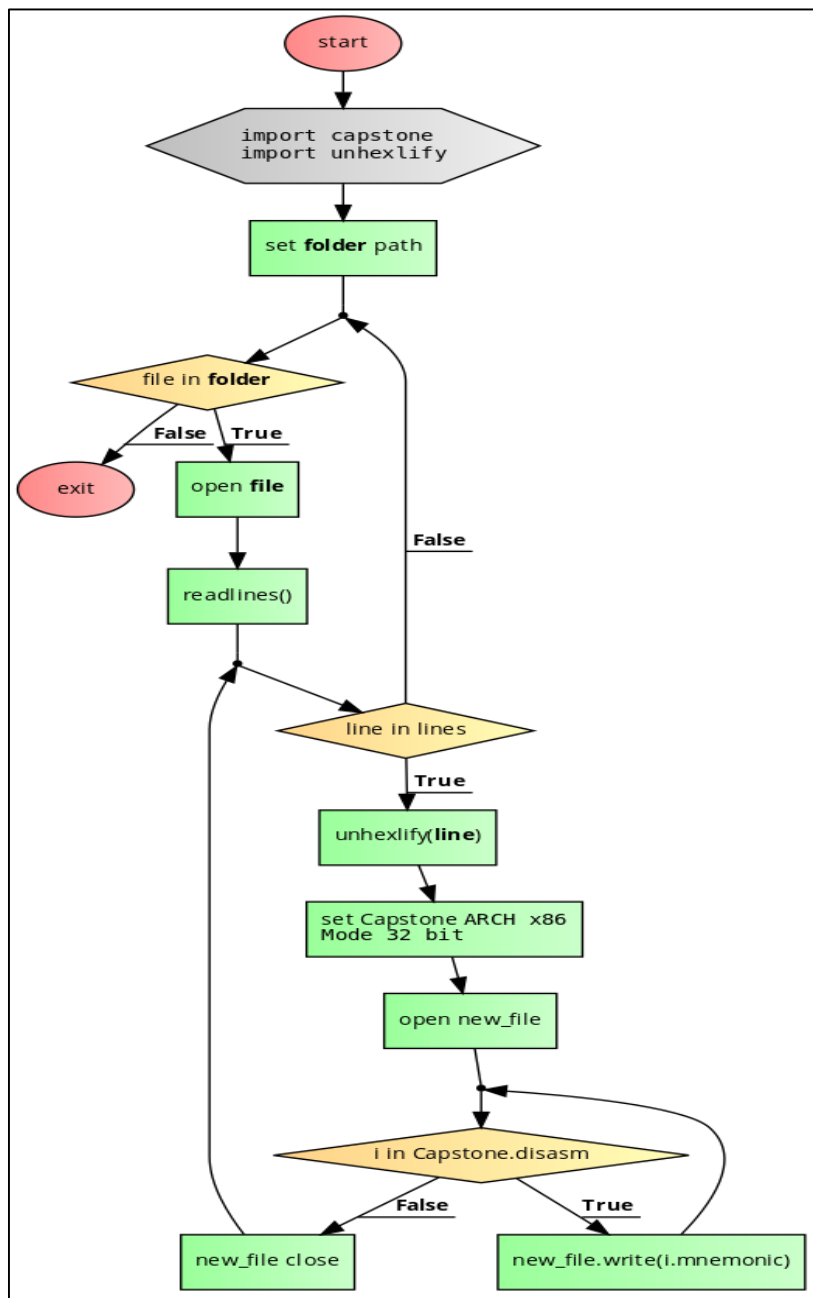 start
import capstone
import unhexlify
set folder path
file in folder
False
True
exit
open file
False
readlines()
line in lines
True
unhexlify(line)
set Capstone ARCH x86
Mode 32 bit
open new_file
i in Capstone.disasm
False
True
new_file close
new_file.write(i.mnemonic)